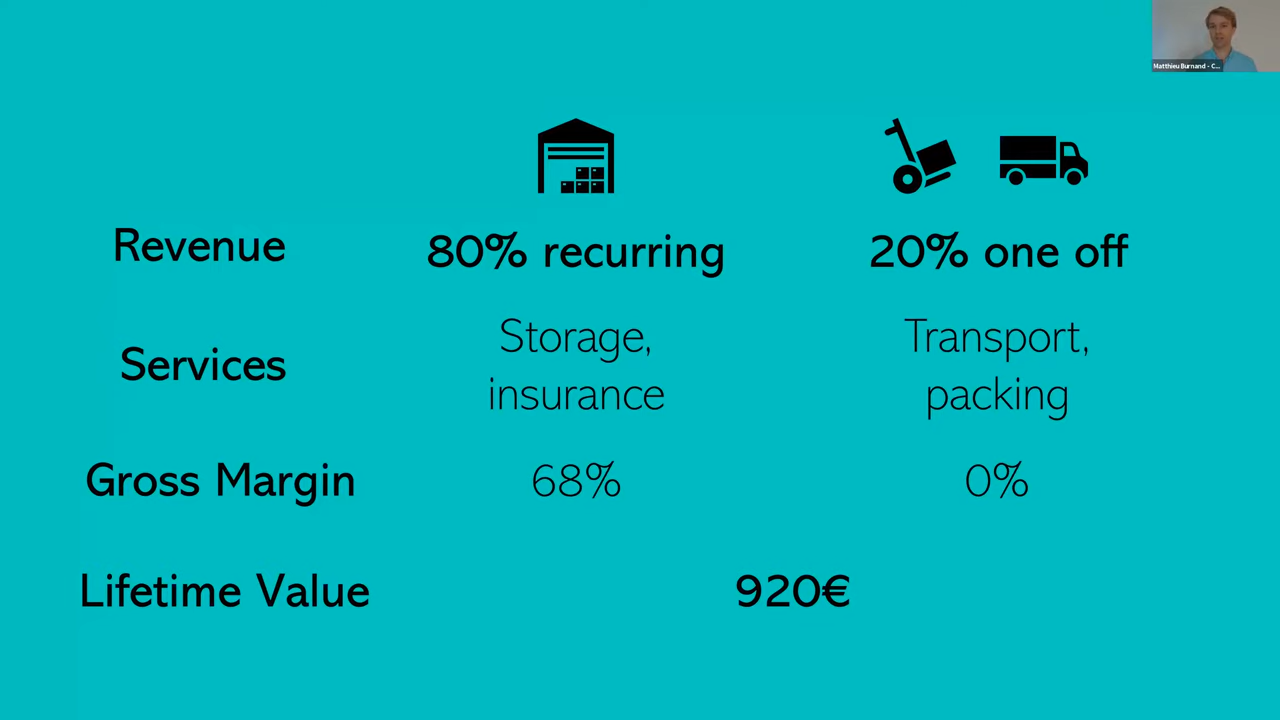 Matthieu Burnand - C...
Revenue 80% recurring 20% one off
Services Storage, insurance Transport, packing
Gross Margin 68% 0%
Lifetime Value 920€